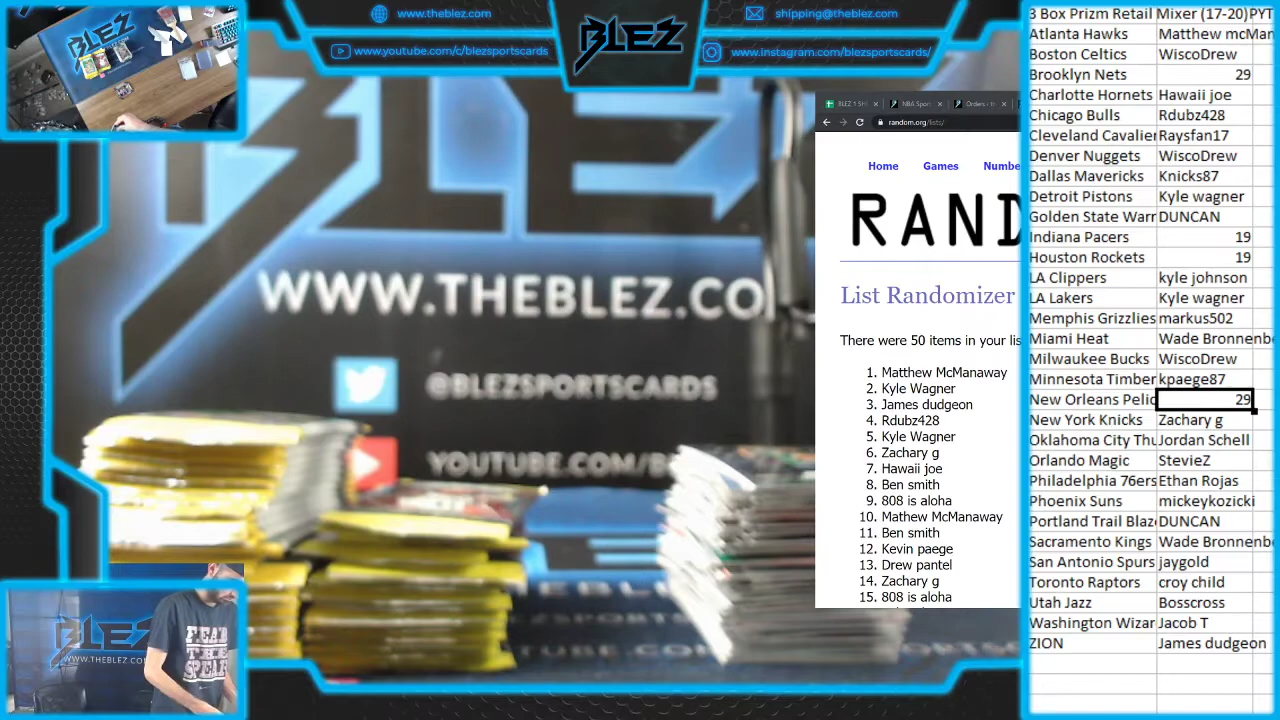 www.theblez.com
www.youtube.com/c/blezsportscards
BLEZ
shipping@theblez.com
www.instagram.com/blezsportscards/
BLEZ
WWW.THEBLEZ.CO
@BLEZSPORTSCARDS
YOUTUBE.COM/B
BLEZ
WWW.THEBLEZ.COM
FEAR
THE
SPEAR
random.org/lists/
Home Games Numbe
RAND
List Randomizer
There were 50 items in your lis
1. Matthew McManaway
2. Kyle Wagner
3. James dudgeon
4. Rdubz428
5. Kyle Wagner
6. Zachary g
7. Hawaii joe
8. Ben smith
9. 808 is aloha
10. Mathew McManaway
11. Ben smith
12. Kevin paege
13. Drew pantel
14. Zachary g
15. 808 is aloha
3 Box Prizm Retail Mixer (17-20)PYT
Atlanta Hawks Matthew mcMan
Boston Celtics WiscoDrew
Brooklyn Nets 29
Charlotte Hornets Hawaii joe
Chicago Bulls Rdubz428
Cleveland Cavalier Raysfan17
Denver Nuggets WiscoDrew
Dallas Mavericks Knicks87
Detroit Pistons Kyle wagner
Golden State Warr DUNCAN
Indiana Pacers 19
Houston Rockets 19
LA Clippers kyle johnson
LA Lakers Kyle wagner
Memphis Grizzlies markus502
Miami Heat Wade Bronnenb
Milwaukee Bucks WiscoDrew
Minnesota Timber kpaege87
New Orleans Pelic 29
New York Knicks Zachary g
Oklahoma City Thu Jordan Schell
Orlando Magic StevieZ
Philadelphia 76ers Ethan Rojas
Phoenix Suns mickeykozicki
Portland Trail Blaze DUNCAN
Sacramento Kings Wade Bronnenb
San Antonio Spurs jaygold
Toronto Raptors croy child
Utah Jazz Bosscross
Washington Wizar Jacob T
ZION James dudgeon